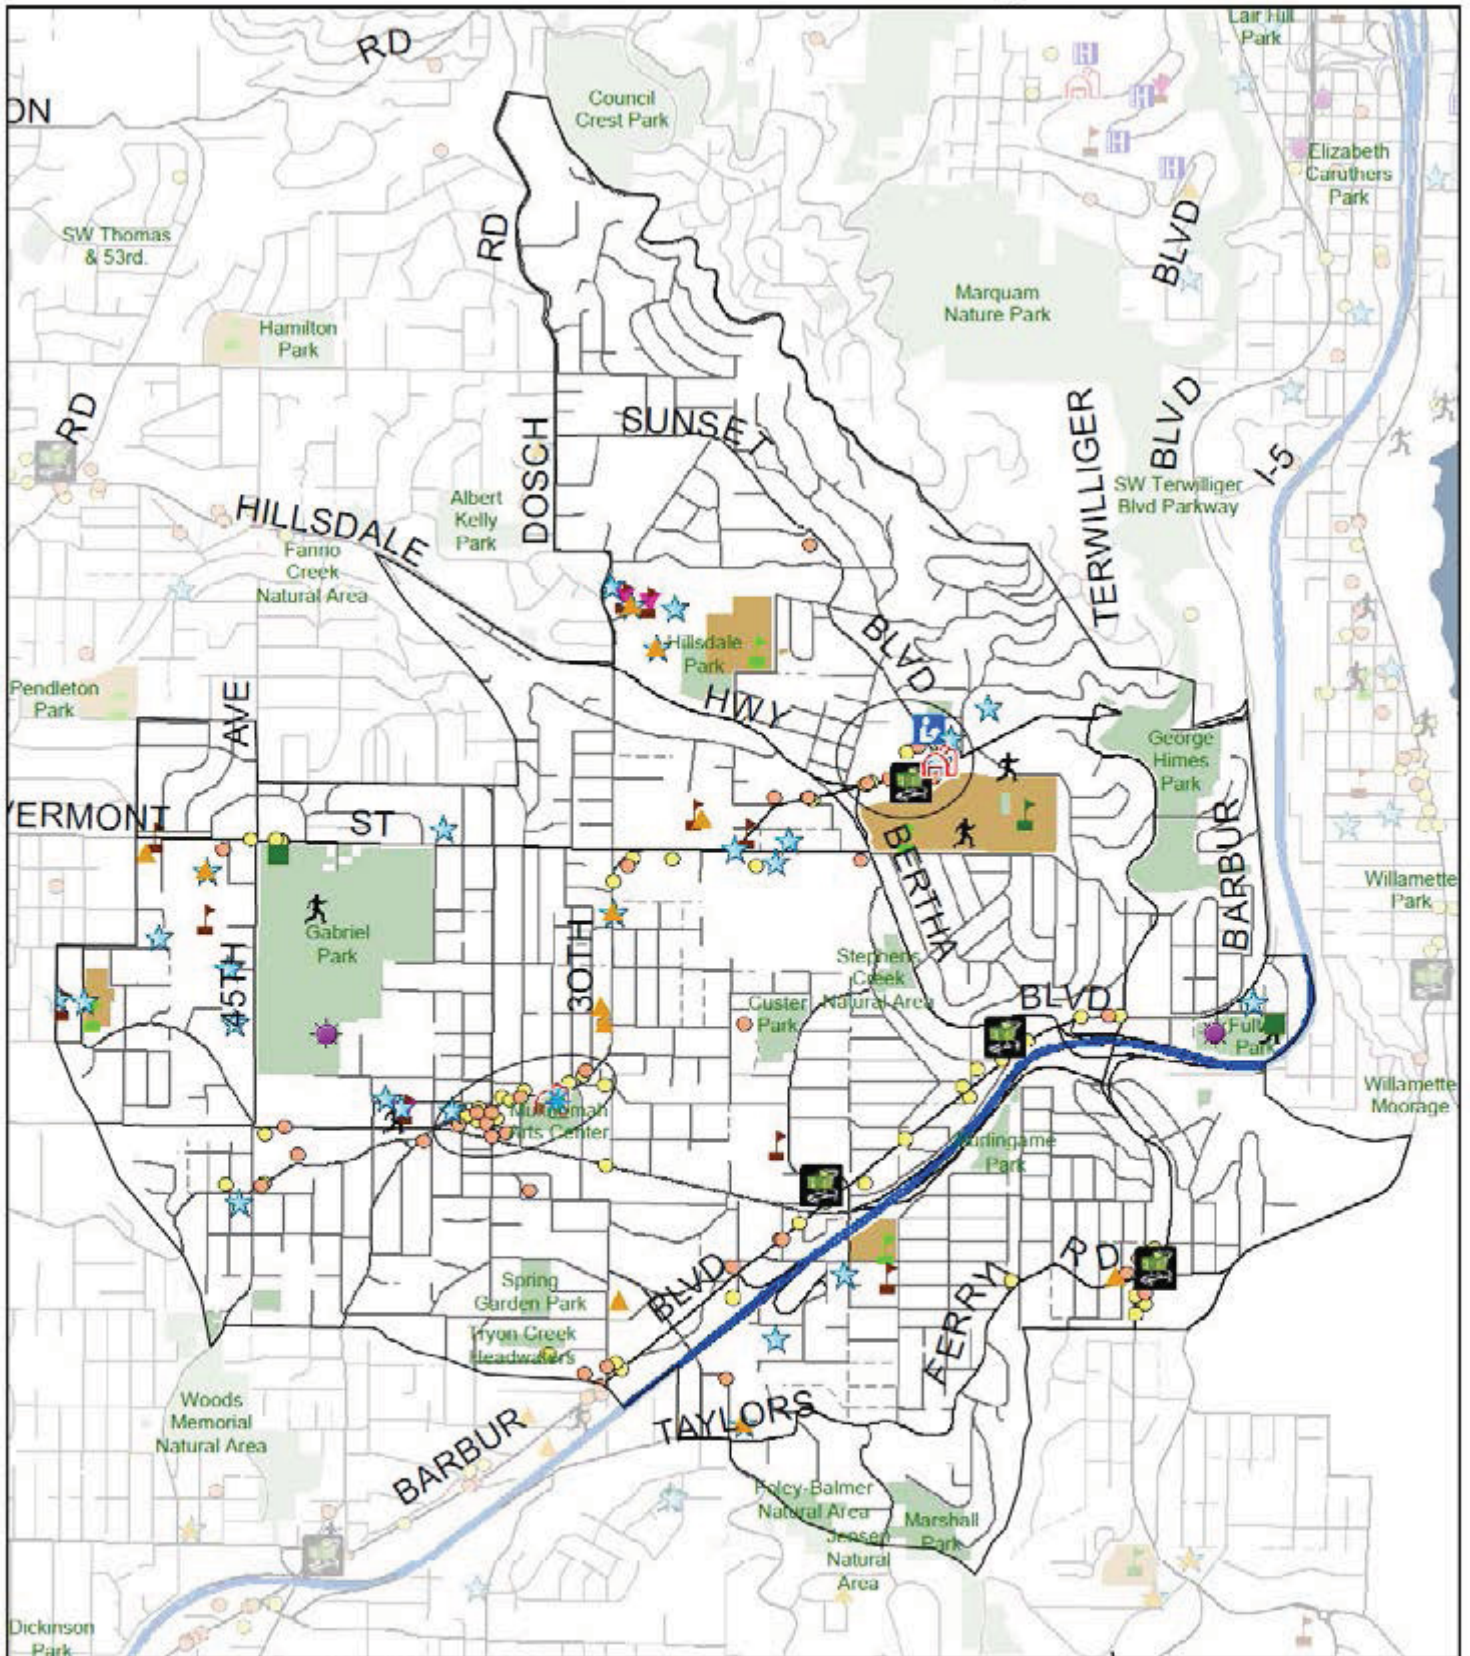 Lair Hill
Park
RD
ON
Council
Crest Park
Elizabeth
Caruthers
Park
SW Thomas
& 53rd.
RD
BLVD
Marquam
Nature Park
Hamilton
Park
RD
SUNSET
DOSCH
TERWILLIGER
BLVD
I-5
SW Terwilliger
Blvd Parkway
HILLSDALE
Albert
Kelly
Park
Fanno
Creek
Natural Area
Hillsdale
Park
BLVD
HWY
Pendleton
Park
AVE
George
Himes
Park
VERMONT
ST
BERTHA
BARBUR
Willamette
Park
Gabriel
Park
45TH
30TH
Stephens
Creek
Natural Area
Custer
Park
BLVD
Park
Willamette
Moorage
Multnomah
Arts Center
Burlingame
Park
RD
Spring
Garden Park
BLVD
FERRY
Tryon Creek
Headwaters
Woods
Memorial
Natural Area
BARBUR
TAYLORS
Foley-Balmer
Natural Area
Marshall
Park
Jensen
Natural
Area
Dickinson
Park